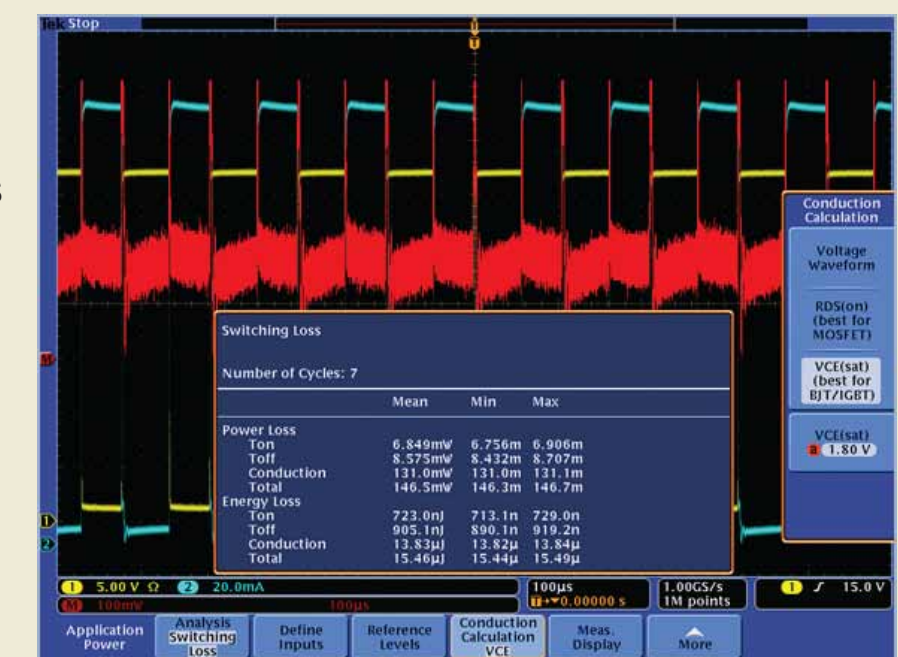 Tek Stop
T
T
Conduction
Calculation
Voltage
Waveform
RDS(on)
(best for
MOSFET)
VCE(sat)
(best for
BJT/IGBT)
VCE(sat)
a 1.80 V
M
1
2
Switching Loss
Number of Cycles: 7
Mean Min Max
Power Loss
Ton 6.849mW 6.756m 6.906m
Toff 8.575mW 8.432m 8.707m
Conduction 131.0mW 131.0m 131.1m
Total 146.5mW 146.3m 146.7m
Energy Loss
Ton 723.0nJ 713.1n 729.0n
Toff 905.1nJ 890.1n 919.2n
Conduction 13.83µJ 13.82µ 13.84µ
Total 15.46µJ 15.44µ 15.49µ
1 5.00 V Ω 2 20.0mA 100µs 1.00GS/s 1 15.0 V
M 100mW 100µs T→▼0.00000 s 1M points
Application
Power
Analysis
Switching
Loss
Define
Inputs
Reference
Levels
Conduction
Calculation
VCE
Meas.
Display
More